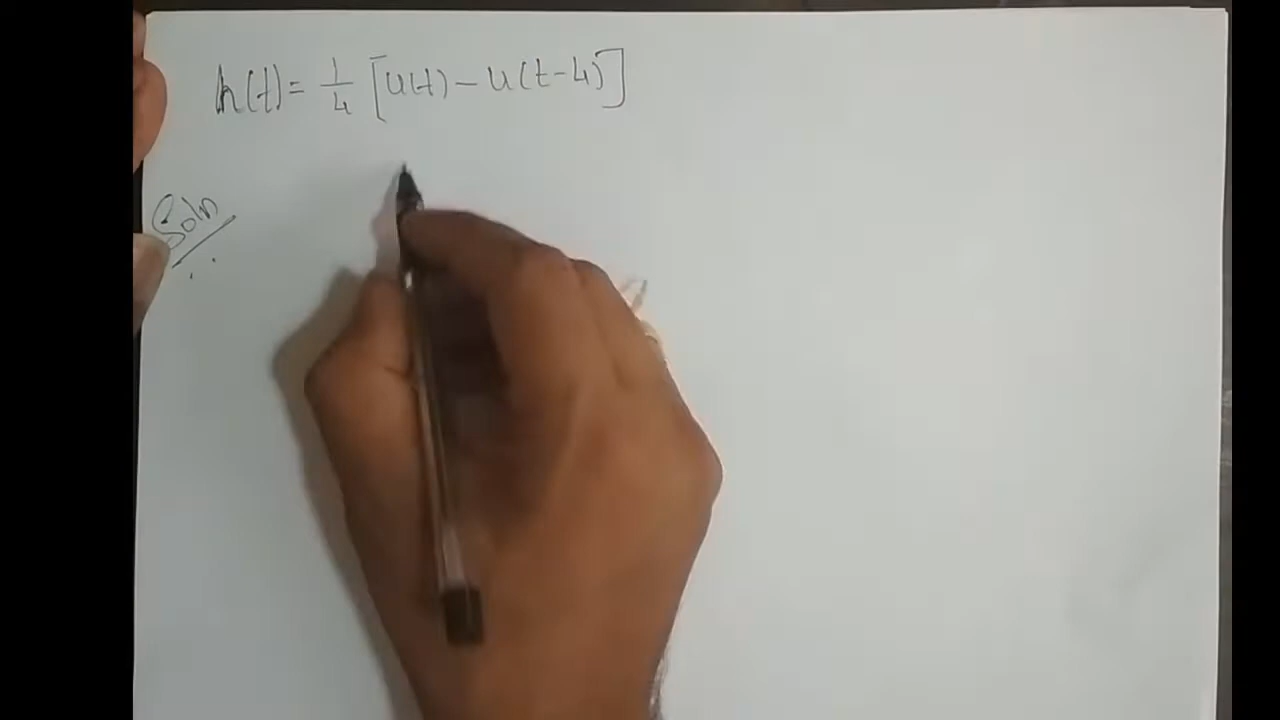 h(t) = 1/4 [u(t) - u(t-4)]
Soln